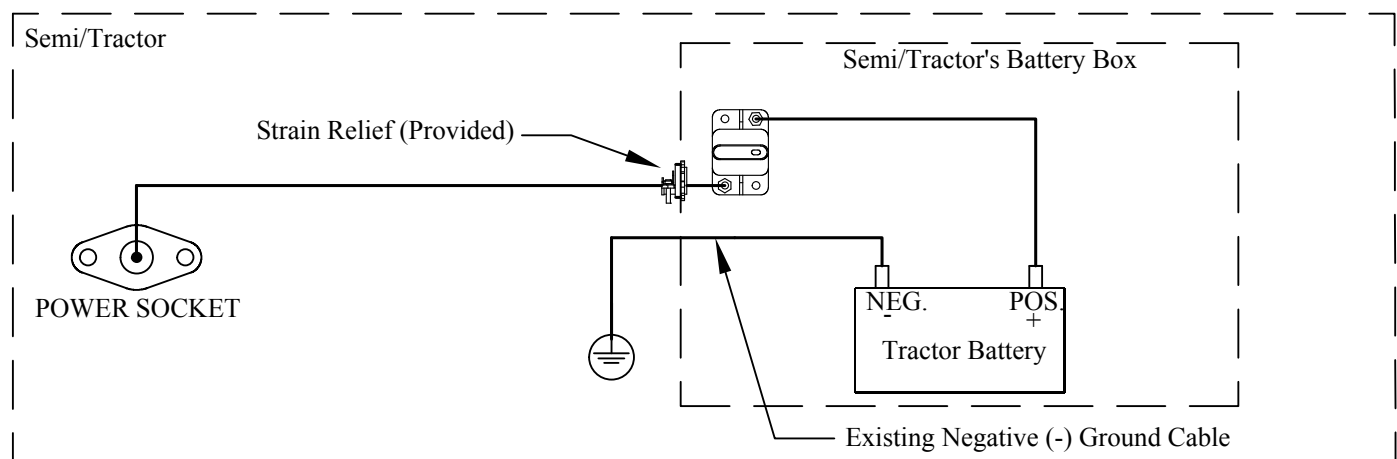 Semi/Tractor
Semi/Tractor's Battery Box
Strain Relief (Provided)
POWER SOCKET
NEG.
-
POS.
+
Tractor Battery
Existing Negative (-) Ground Cable